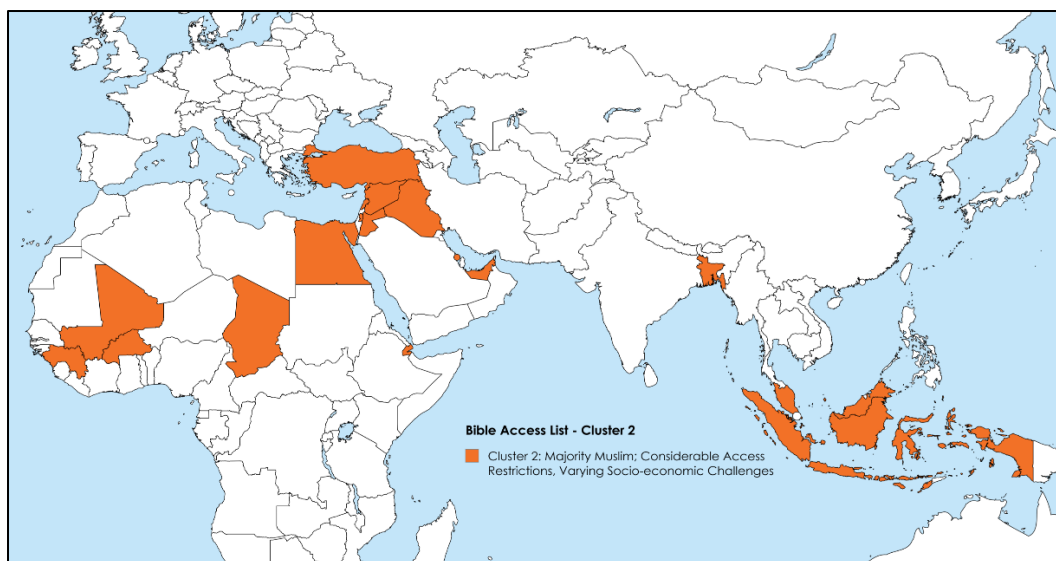 Bible Access List - Cluster 2
Cluster 2: Majority Muslim; Considerable Access
Restrictions, Varying Socio-economic Challenges